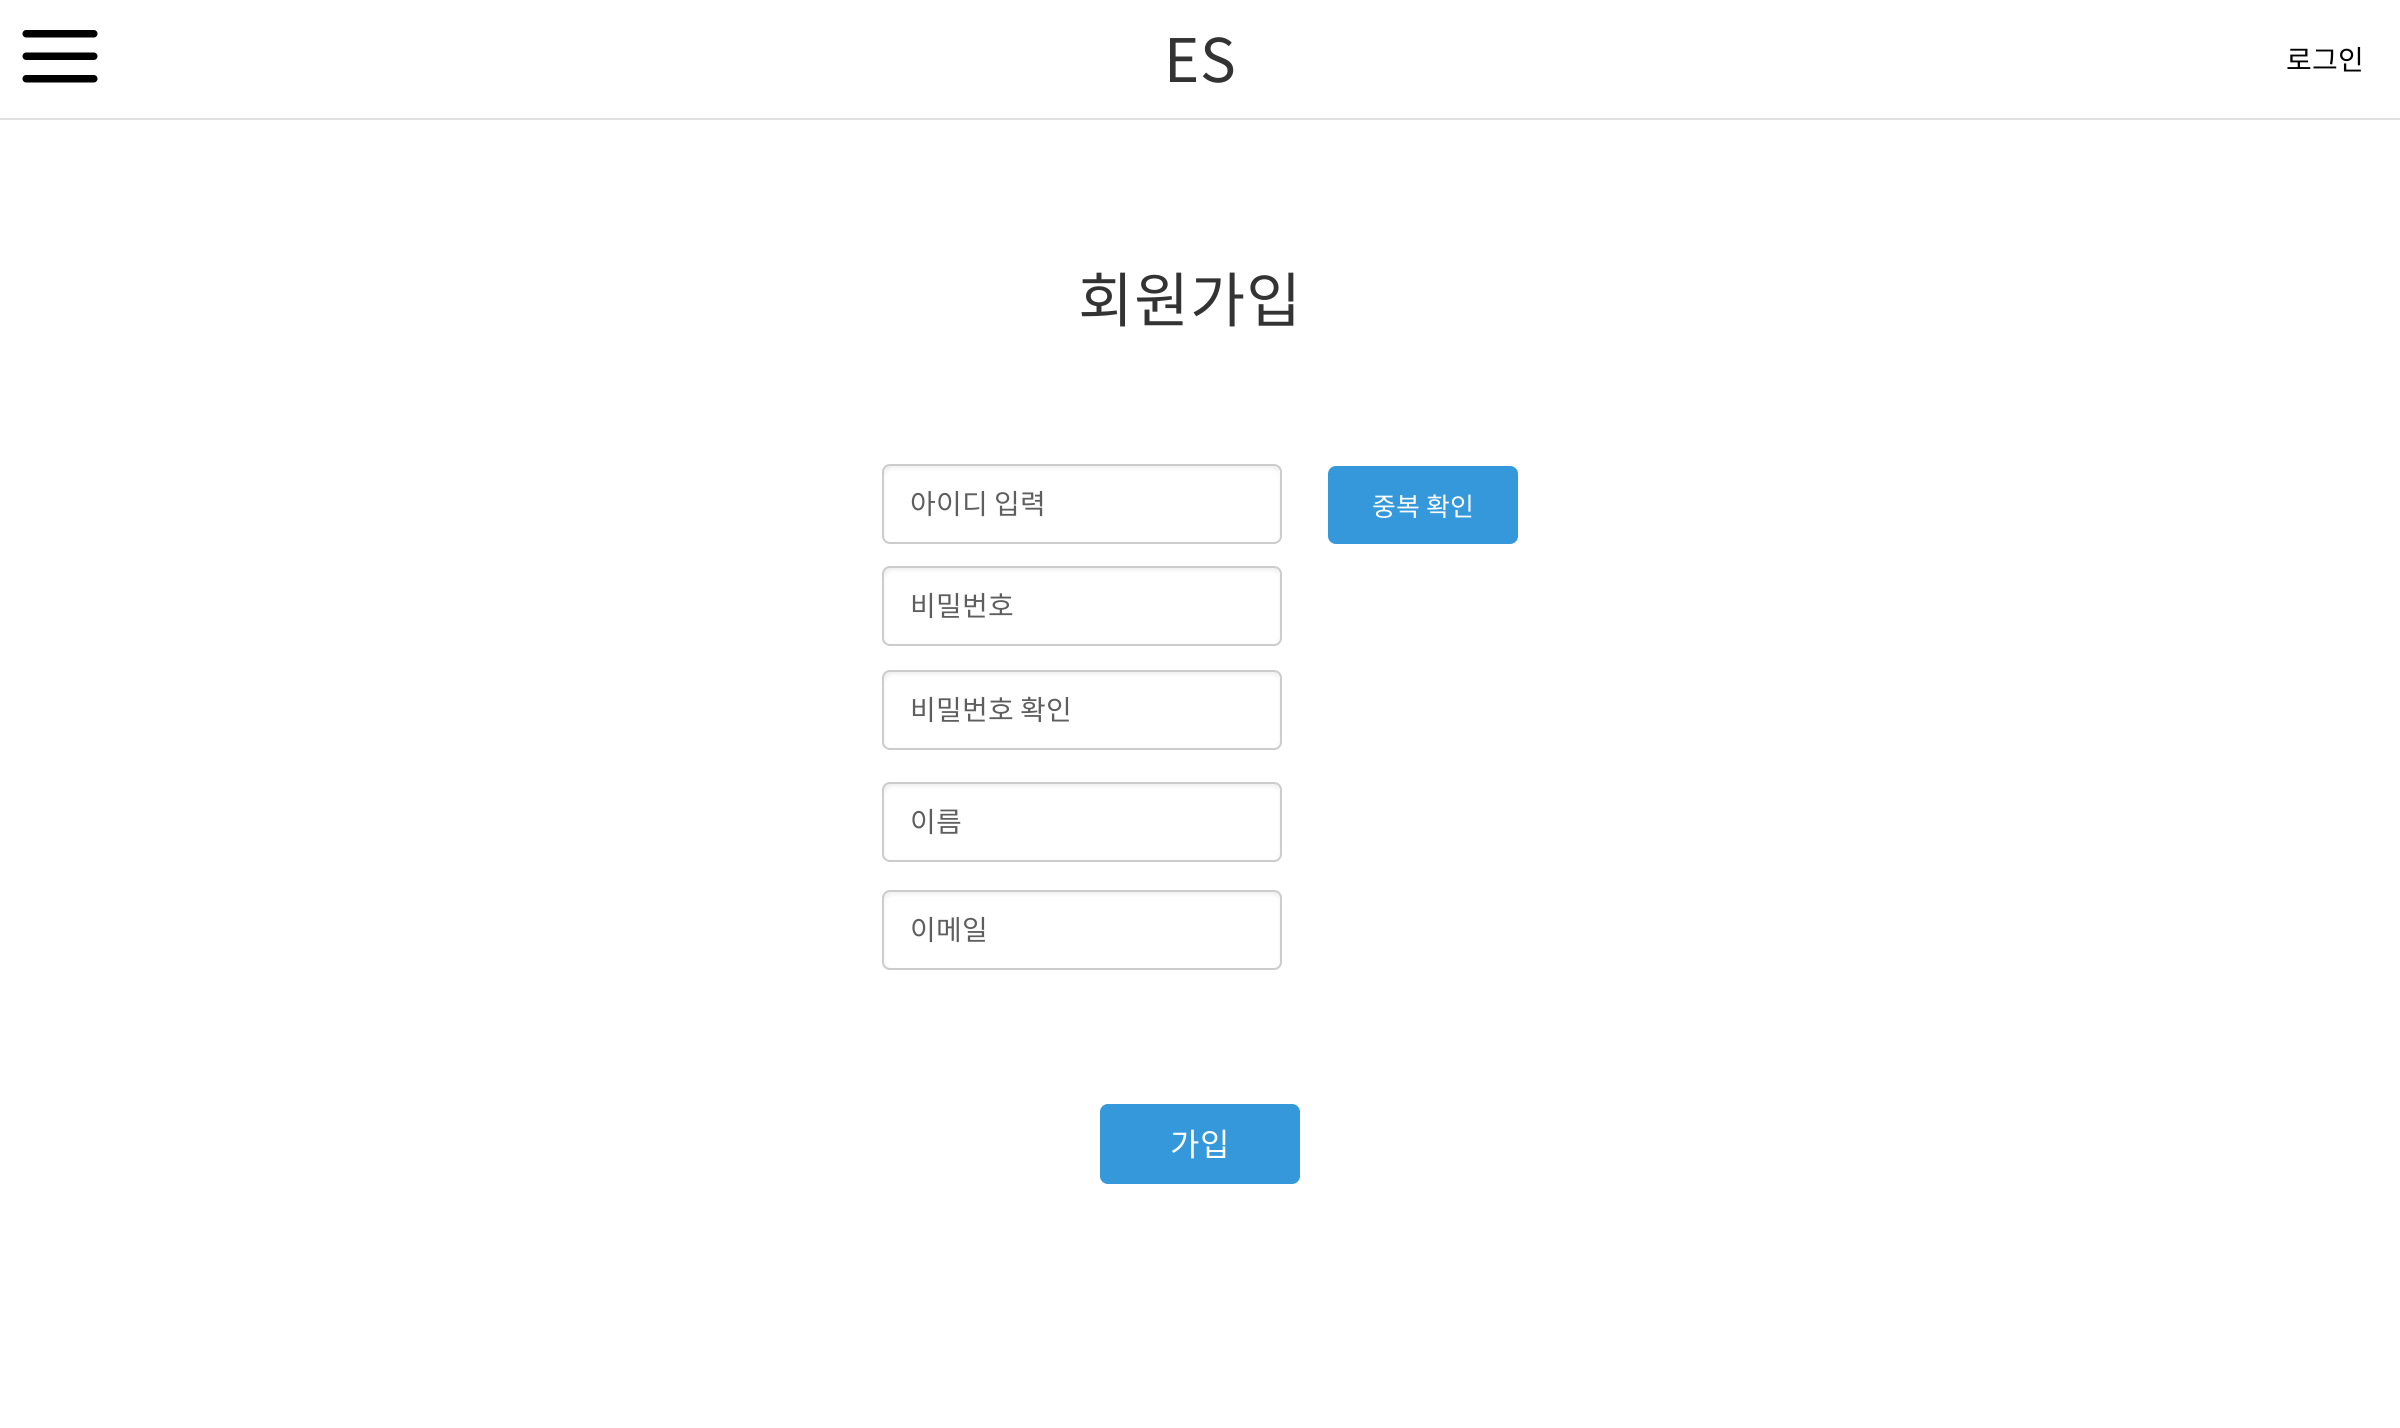 ES
로그인
회원가입
아이디 입력
중복 확인
비밀번호
비밀번호 확인
이름
이메일
가입